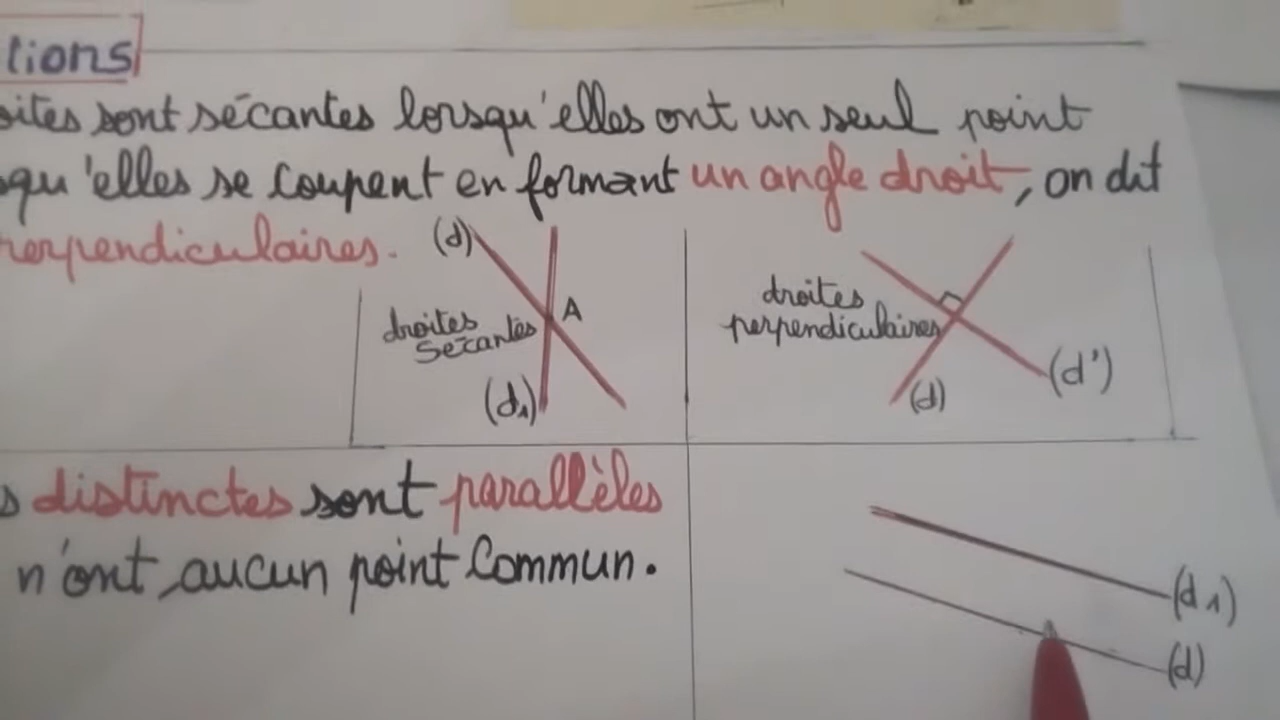 tions
oites sont sécantes lorsqu'elles ont un seul point
qu'elles se coupent en formant un angle droit, on dit
perpendiculaires.
(d)
droites
sécantes
A
(d1)
droites
perpendiculaires
(d')
(d)
s distinctes sont parallèles
n'ont aucun point commun.
(d1)
(d)